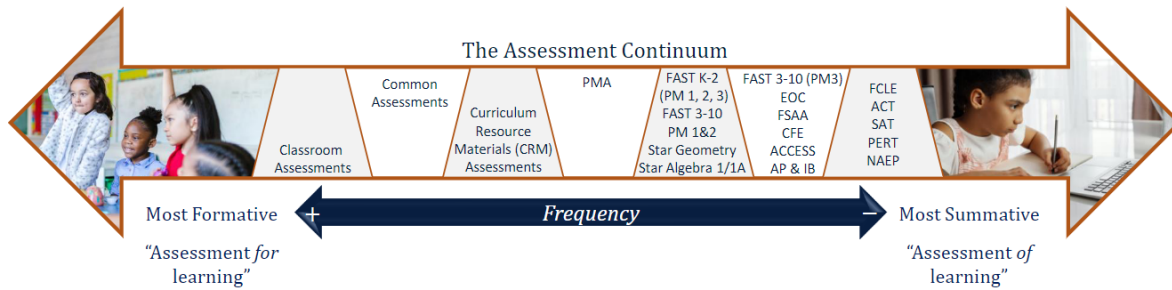 The Assessment Continuum
Classroom
Assessments
Common
Assessments
Curriculum
Resource
Materials (CRM)
Assessments
PMA
FAST K-2
(PM 1, 2, 3)
FAST 3-10
PM 1&2
Star Geometry
Star Algebra 1/1A
FAST 3-10 (PM3)
EOC
FSAA
CFE
ACCESS
AP & IB
FCLE
ACT
SAT
PERT
NAEP
Most Formative
+ Frequency −
Most Summative
“Assessment for
learning”
“Assessment of
learning”